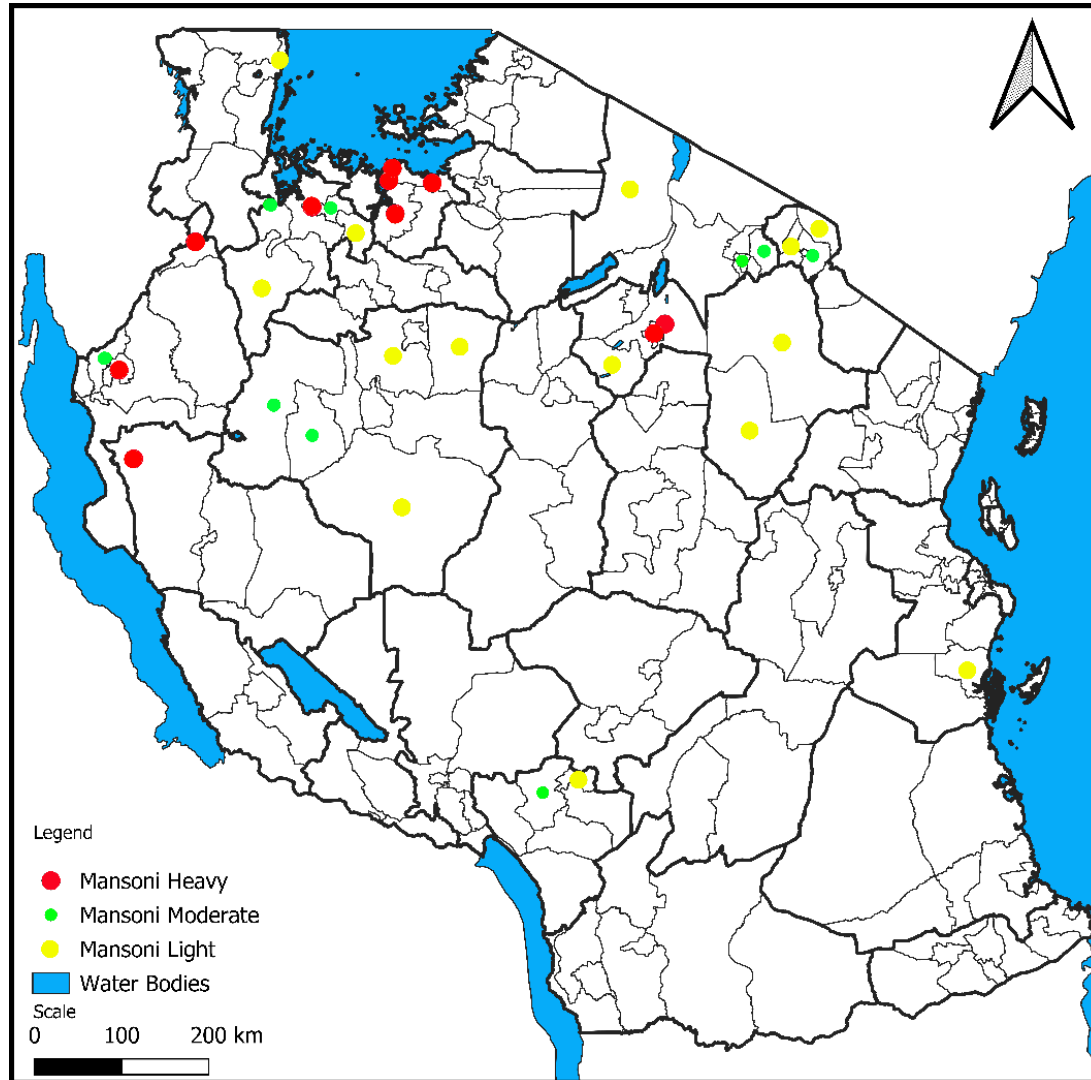 Legend
Mansoni Heavy
Mansoni Moderate
Mansoni Light
Water Bodies
Scale
0 100 200 km